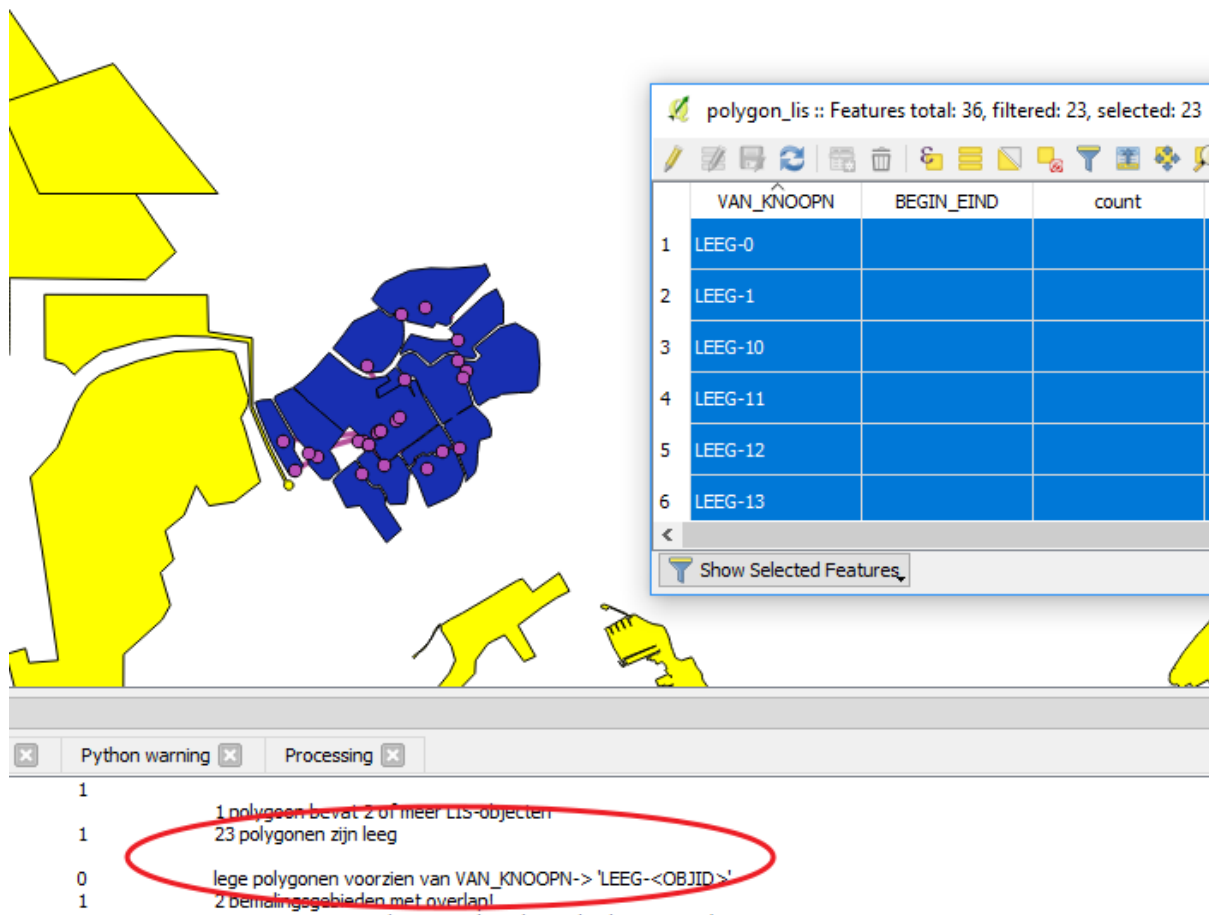 polygon_lis :: Features total: 36, filtered: 23, selected: 23
VAN_KNOOPN BEGIN_EIND count
1 LEEG-0
2 LEEG-1
3 LEEG-10
4 LEEG-11
5 LEEG-12
6 LEEG-13
Show Selected Features
Python warning Processing
1
1 polygoon bevat 2 of meer LIS-objecten
1 23 polygonen zijn leeg
0 lege polygonen voorzien van VAN_KNOOPN-> 'LEEG-<OBJID>'
1 2 bemalingsgebieden met overlap!